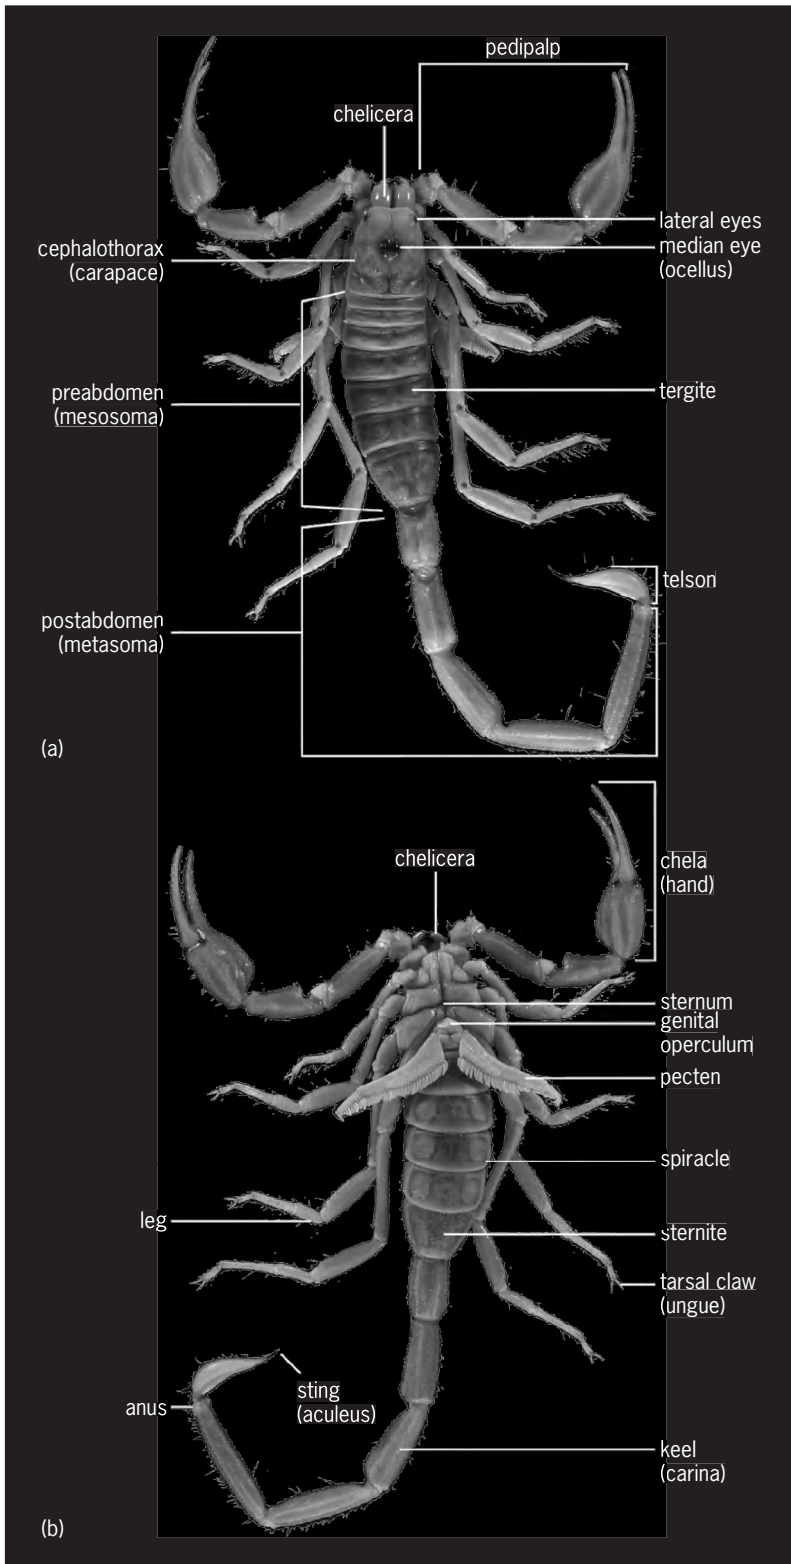 pedipalp
chelicera
lateral eyes
median eye
(ocellus)
cephalothorax
(carapace)
preabdomen
(mesosoma)
tergite
telson
postabdomen
(metasoma)
(a)
chelicera
chela
(hand)
sternum
genital
operculum
pecten
spiracle
leg
sternite
tarsal claw
(ungue)
sting
(aculeus)
anus
keel
(carina)
(b)